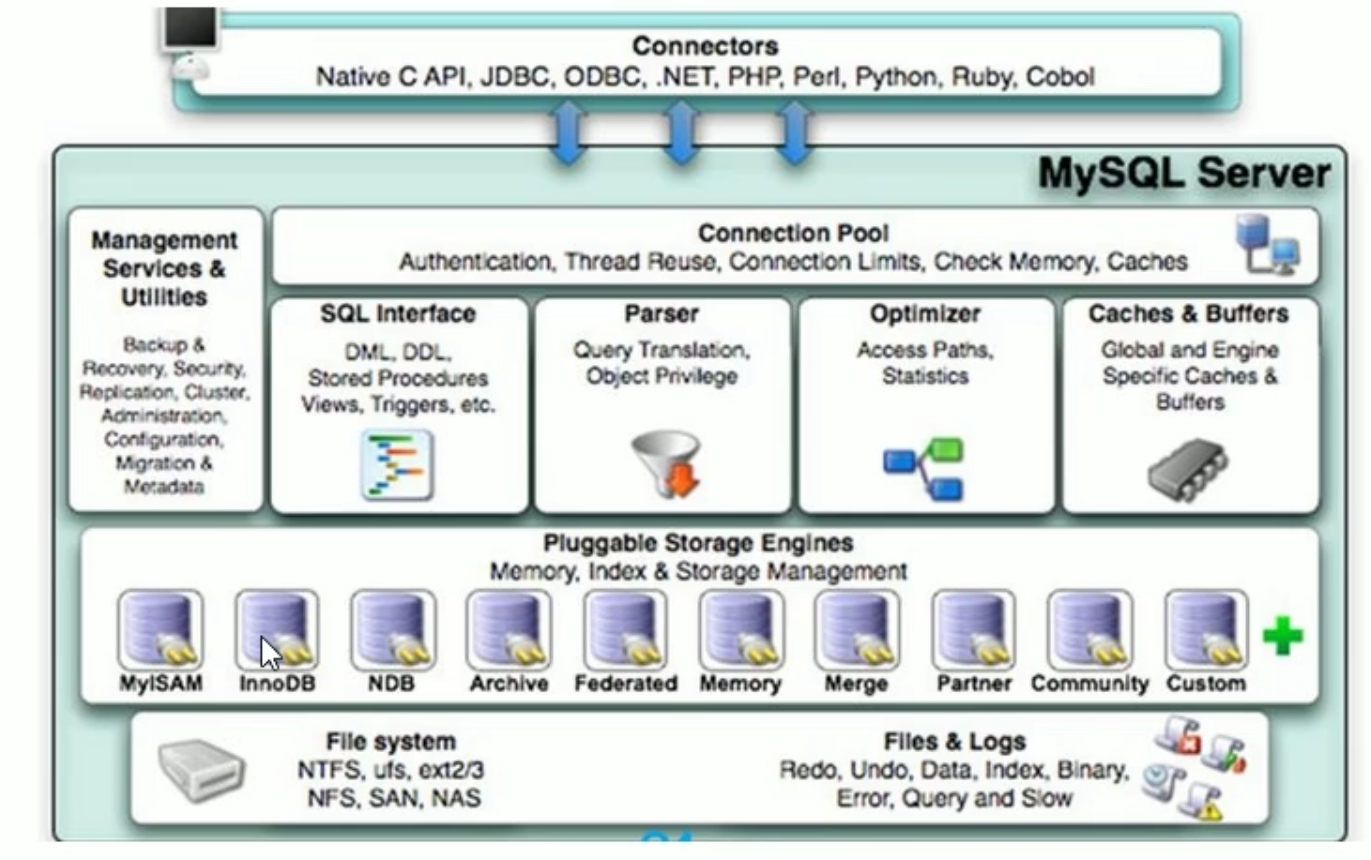 Connectors
Native C API, JDBC, ODBC, .NET, PHP, Perl, Python, Ruby, Cobol
MySQL Server
Management
Services &
Utilities
Backup &
Recovery, Security,
Replication, Cluster,
Administration,
Configuration,
Migration &
Metadata
Connection Pool
Authentication, Thread Reuse, Connection Limits, Check Memory, Caches
SQL Interface
DML, DDL,
Stored Procedures
Views, Triggers, etc.
Parser
Query Translation,
Object Privilege
Optimizer
Access Paths,
Statistics
Caches & Buffers
Global and Engine
Specific Caches &
Buffers
Pluggable Storage Engines
Memory, Index & Storage Management
MyISAM
InnoDB
NDB
Archive
Federated
Memory
Merge
Partner
Community
Custom
File system
NTFS, ufs, ext2/3
NFS, SAN, NAS
Files & Logs
Redo, Undo, Data, Index, Binary,
Error, Query and Slow